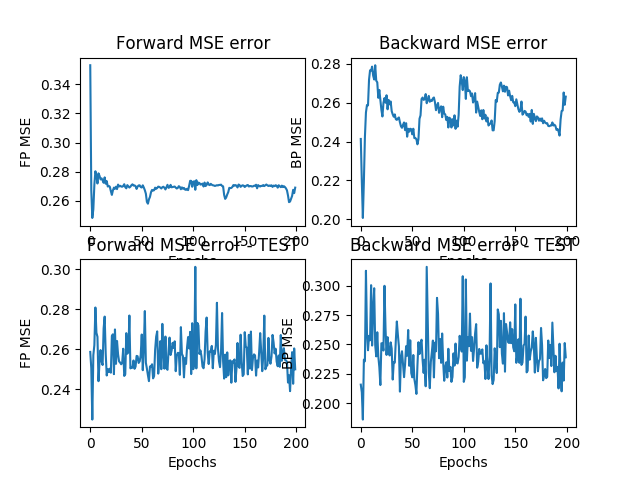 Forward MSE error
Backward MSE error
FP MSE
0.34
0.32
0.30
0.28
0.26
0 50 100 150 200
Epochs
BP MSE
0.28
0.26
0.24
0.22
0.20
0 50 100 150 200
Epochs
Forward MSE error - TEST
Backward MSE error - TEST
FP MSE
0.30
0.28
0.26
0.24
0 50 100 150 200
Epochs
BP MSE
0.300
0.275
0.250
0.225
0.200
0 50 100 150 200
Epochs